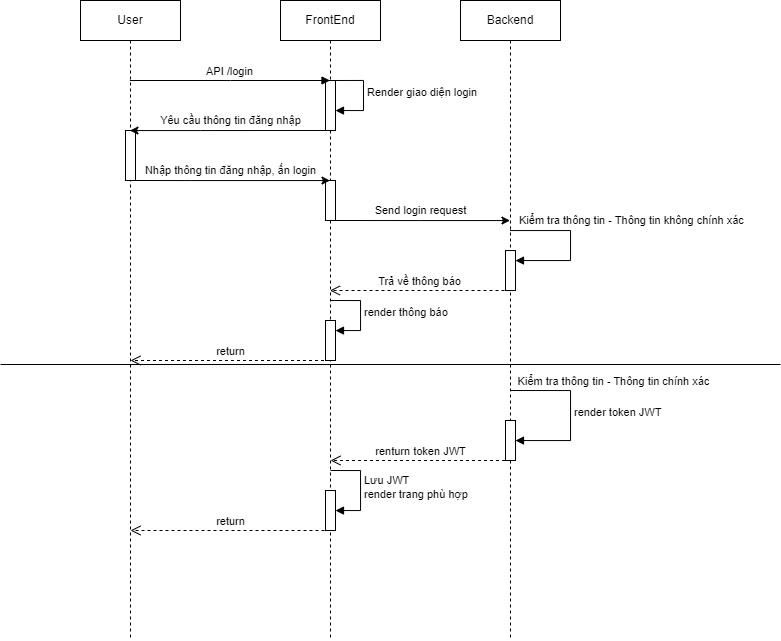 User
FrontEnd
Backend
API /login
Render giao diện login
Yêu cầu thông tin đăng nhập
Nhập thông tin đăng nhập, ấn login
Send login request
Kiểm tra thông tin - Thông tin không chính xác
Trả về thông báo
render thông báo
return
Kiểm tra thông tin - Thông tin chính xác
render token JWT
renturn token JWT
Lưu JWT
render trang phù hợp
return